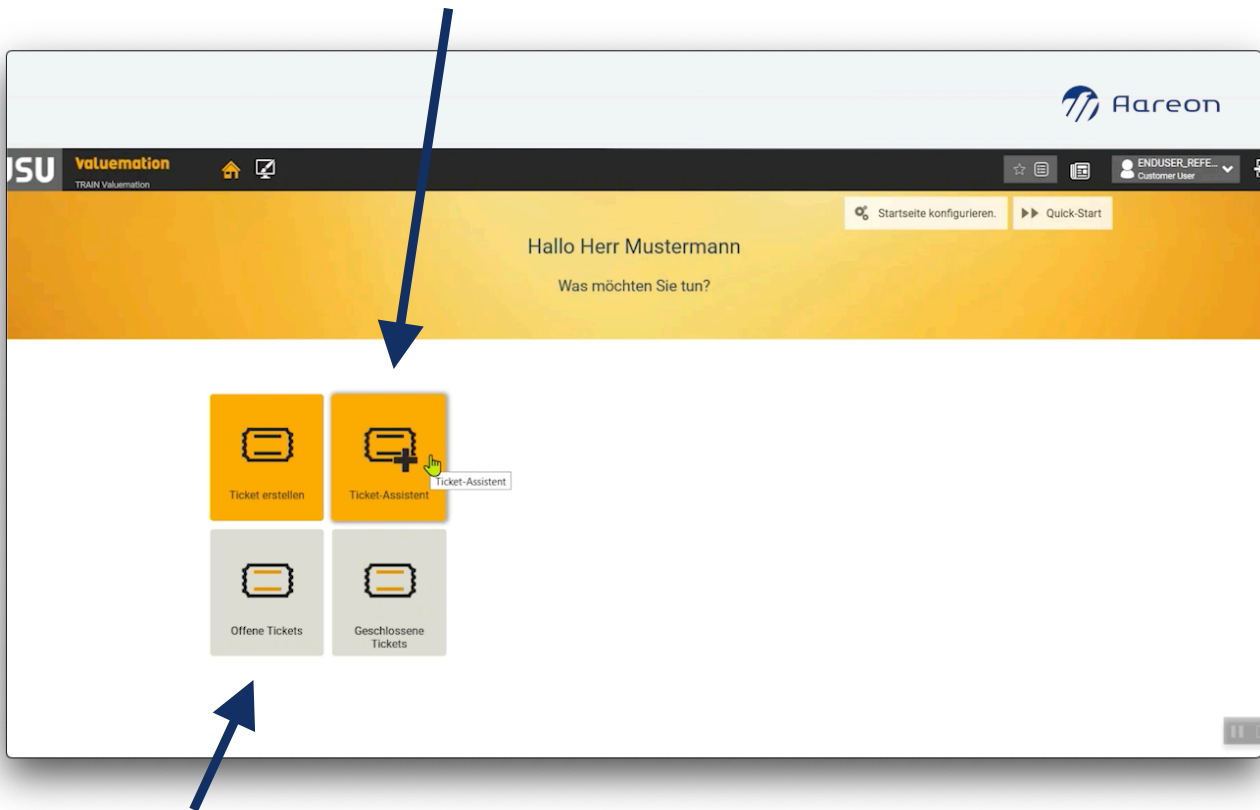 Aareon
USU
Valuemation
TRAIN Valuemation
ENDUSER_REFE...
Customer User
Startseite konfigurieren.
Quick-Start
Hallo Herr Mustermann
Was möchten Sie tun?
Ticket erstellen
Ticket-Assistent
Ticket-Assistent
Offene Tickets
Geschlossene
Tickets